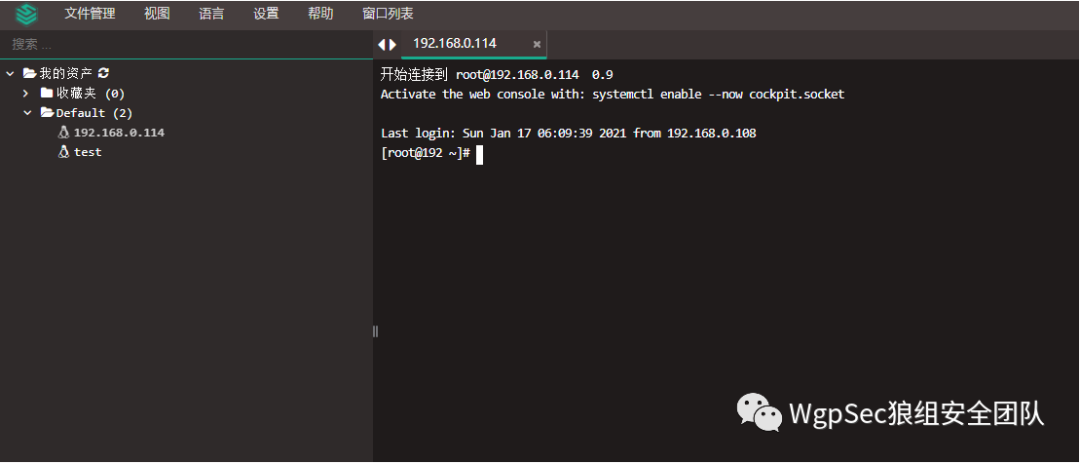 文件管理 视图 语言 设置 帮助 窗口列表
搜索 ...
192.168.0.114 ×
我的资产
收藏夹 (0)
Default (2)
192.168.0.114
test
开始连接到 root@192.168.0.114 0.9
Activate the web console with: systemctl enable --now cockpit.socket
Last login: Sun Jan 17 06:09:39 2021 from 192.168.0.108
[root@192 ~]#
WgpSec狼组安全团队